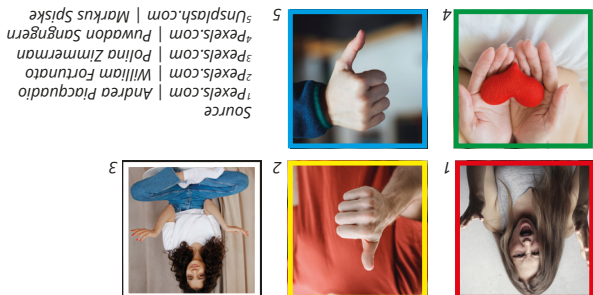 1
2
3
4
5
Source
¹Pexels.com | Andrea Piacquadio
²Pexels.com | William Fortunato
³Pexels.com | Polina Zimmerman
⁴Pexels.com | Puwadon Sangngern
⁵Unsplash.com | Markus Spiske